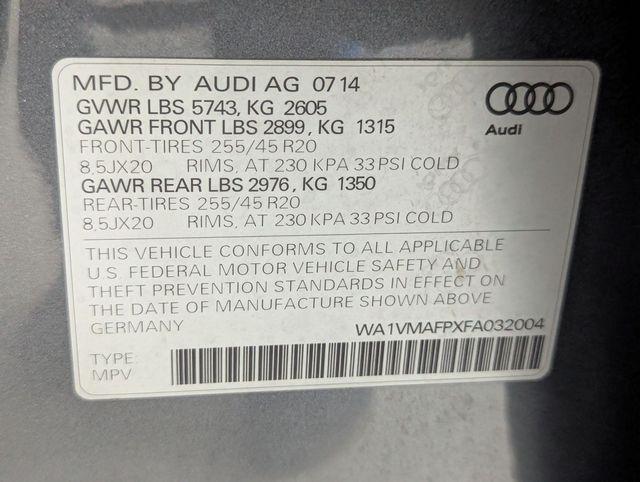 MFD. BY AUDI AG 07 14
GVWR LBS 5743, KG 2605
GAWR FRONT LBS 2899, KG 1315
FRONT-TIRES 255/45 R20
8,5JX20 RIMS, AT 230 KPA 33 PSI COLD
GAWR REAR LBS 2976, KG 1350
REAR-TIRES 255/45 R20
8,5JX20 RIMS, AT 230 KPA 33 PSI COLD
Audi
THIS VEHICLE CONFORMS TO ALL APPLICABLE
U.S. FEDERAL MOTOR VEHICLE SAFETY AND
THEFT PREVENTION STANDARDS IN EFFECT ON
THE DATE OF MANUFACTURE SHOWN ABOVE
GERMANY WA1VMAFPXFA032004
TYPE:
MPV